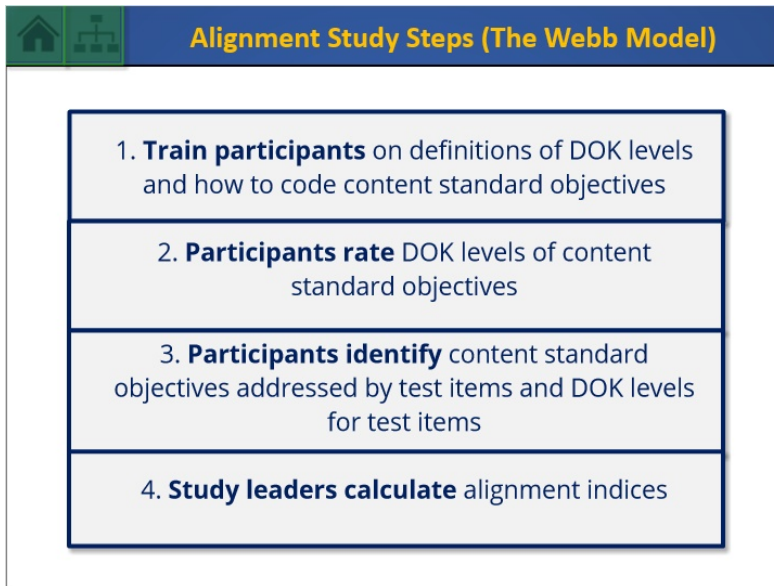 Alignment Study Steps (The Webb Model)
1. Train participants on definitions of DOK levels
and how to code content standard objectives
2. Participants rate DOK levels of content
standard objectives
3. Participants identify content standard
objectives addressed by test items and DOK levels
for test items
4. Study leaders calculate alignment indices